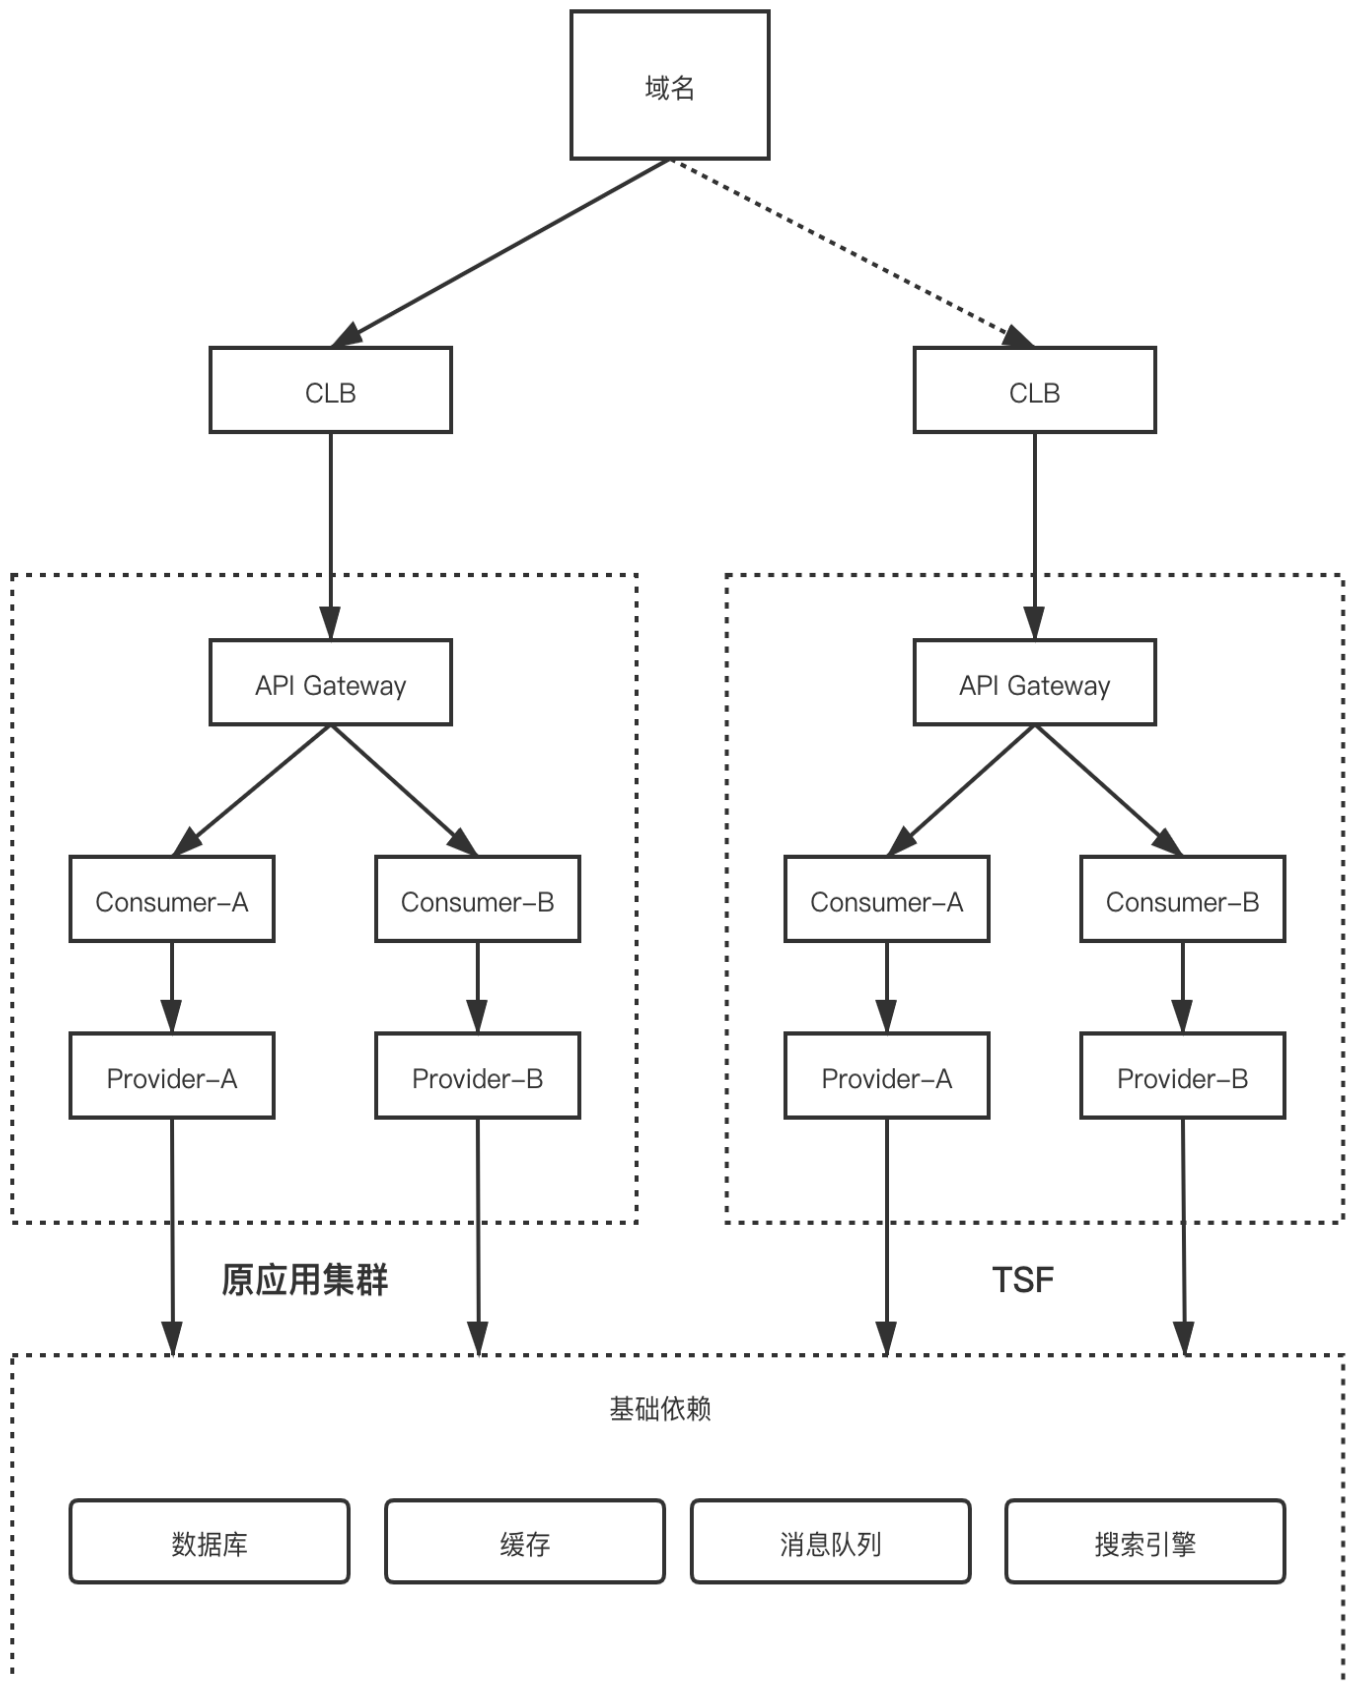 域名
CLB
CLB
API Gateway
API Gateway
Consumer-A
Consumer-B
Consumer-A
Consumer-B
Provider-A
Provider-B
Provider-A
Provider-B
原应用集群
TSF
基础依赖
数据库
缓存
消息队列
搜索引擎